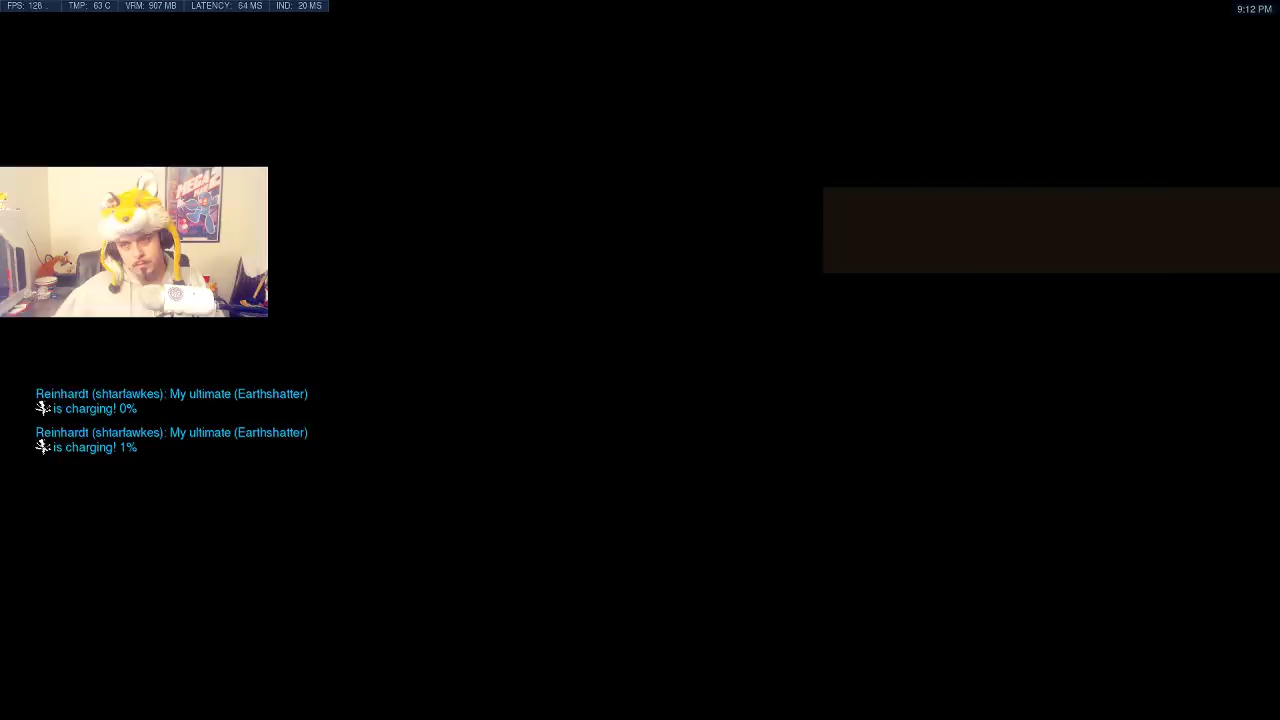 FPS: 128 TMP: 63 C VRM: 907 MB LATENCY: 64 MS IND: 20 MS
9:12 PM
MEGA
Reinhardt (shtarfawkes): My ultimate (Earthshatter)
is charging! 0%
Reinhardt (shtarfawkes): My ultimate (Earthshatter)
is charging! 1%